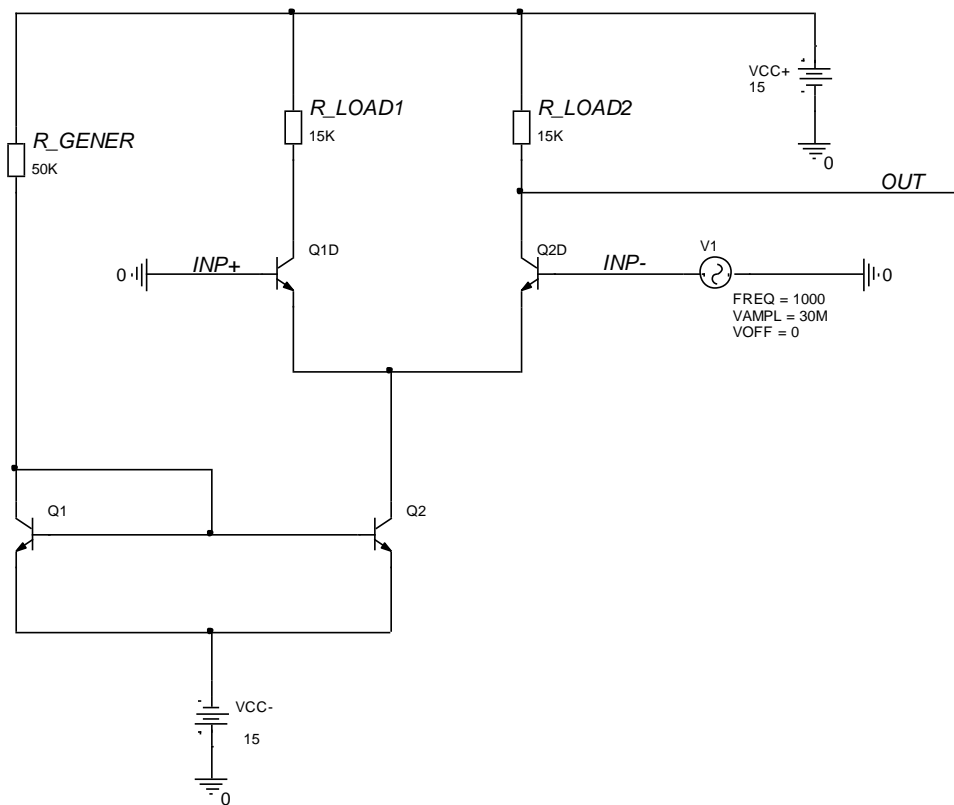 VCC+
15
0
R_LOAD1
15K
R_LOAD2
15K
R_GENER
50K
OUT
Q1D
Q2D
V1
0
INP+
INP-
0
FREQ = 1000
VAMPL = 30M
VOFF = 0
Q1
Q2
VCC-
15
0